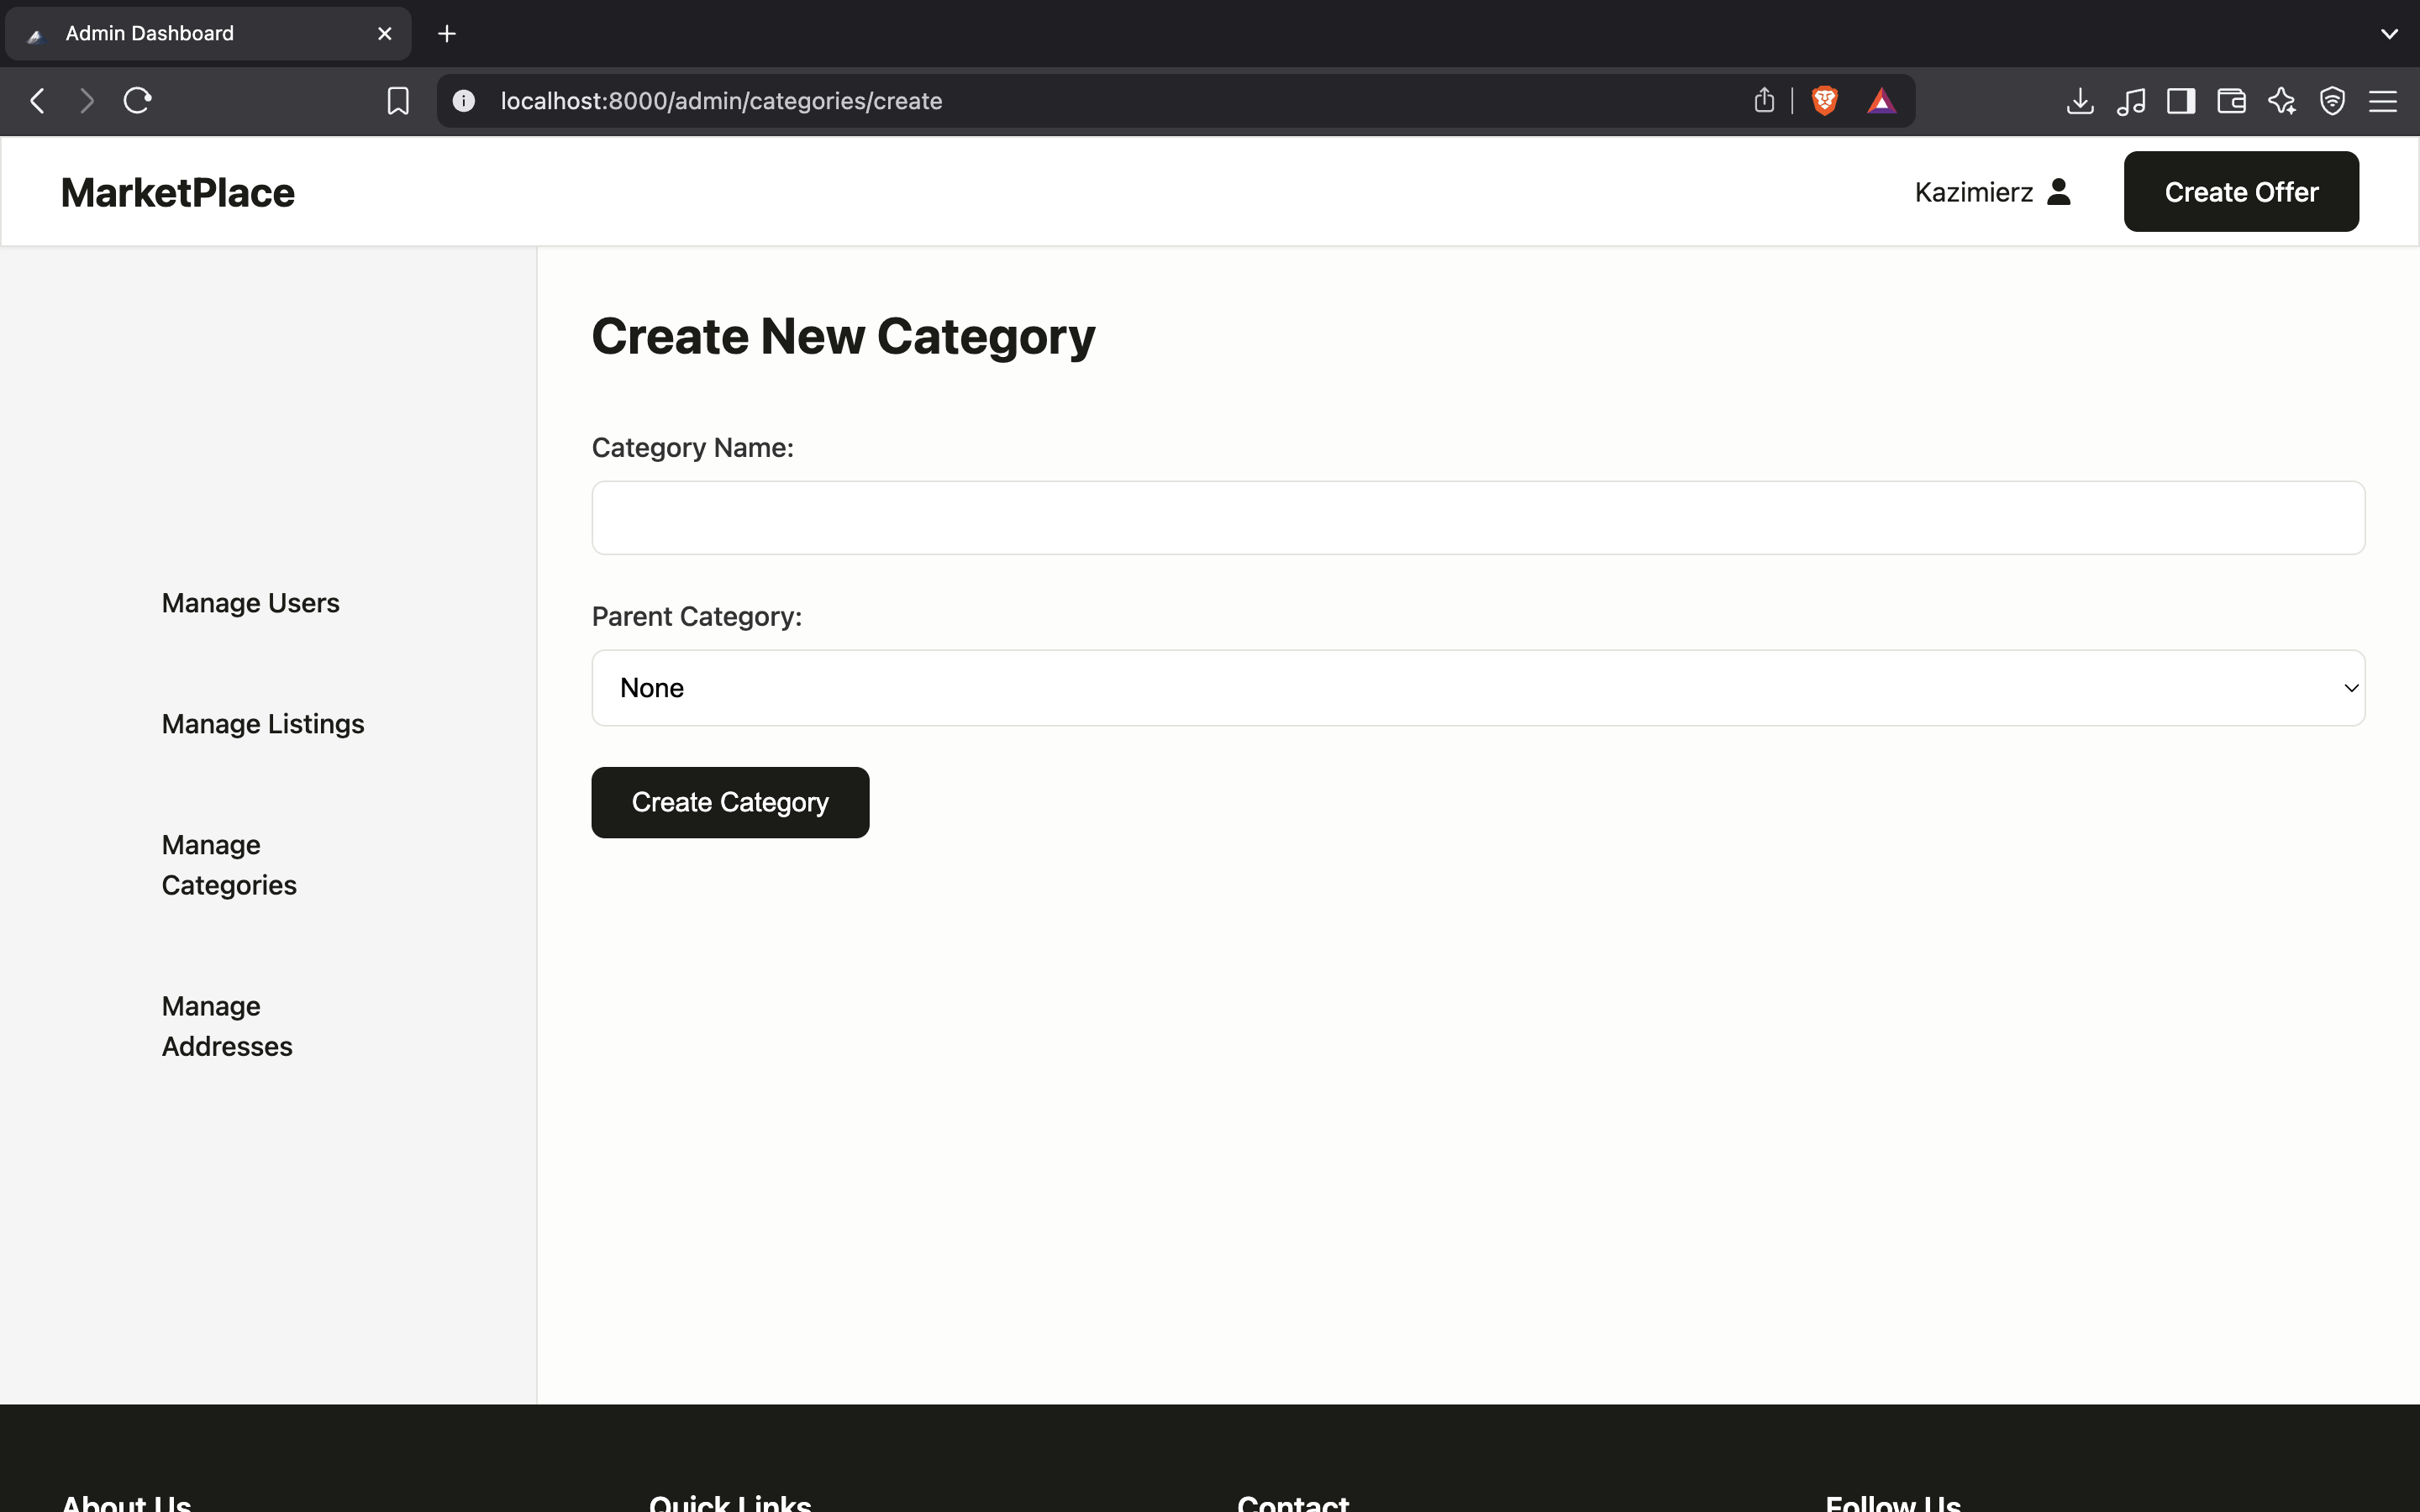 Admin Dashboard
localhost:8000/admin/categories/create
MarketPlace
Kazimierz
Create Offer
Manage Users
Manage Listings
Manage
Categories
Manage
Addresses
Create New Category
Category Name:
Parent Category:
None
Create Category
About Us
Quick Links
Contact
Follow Us